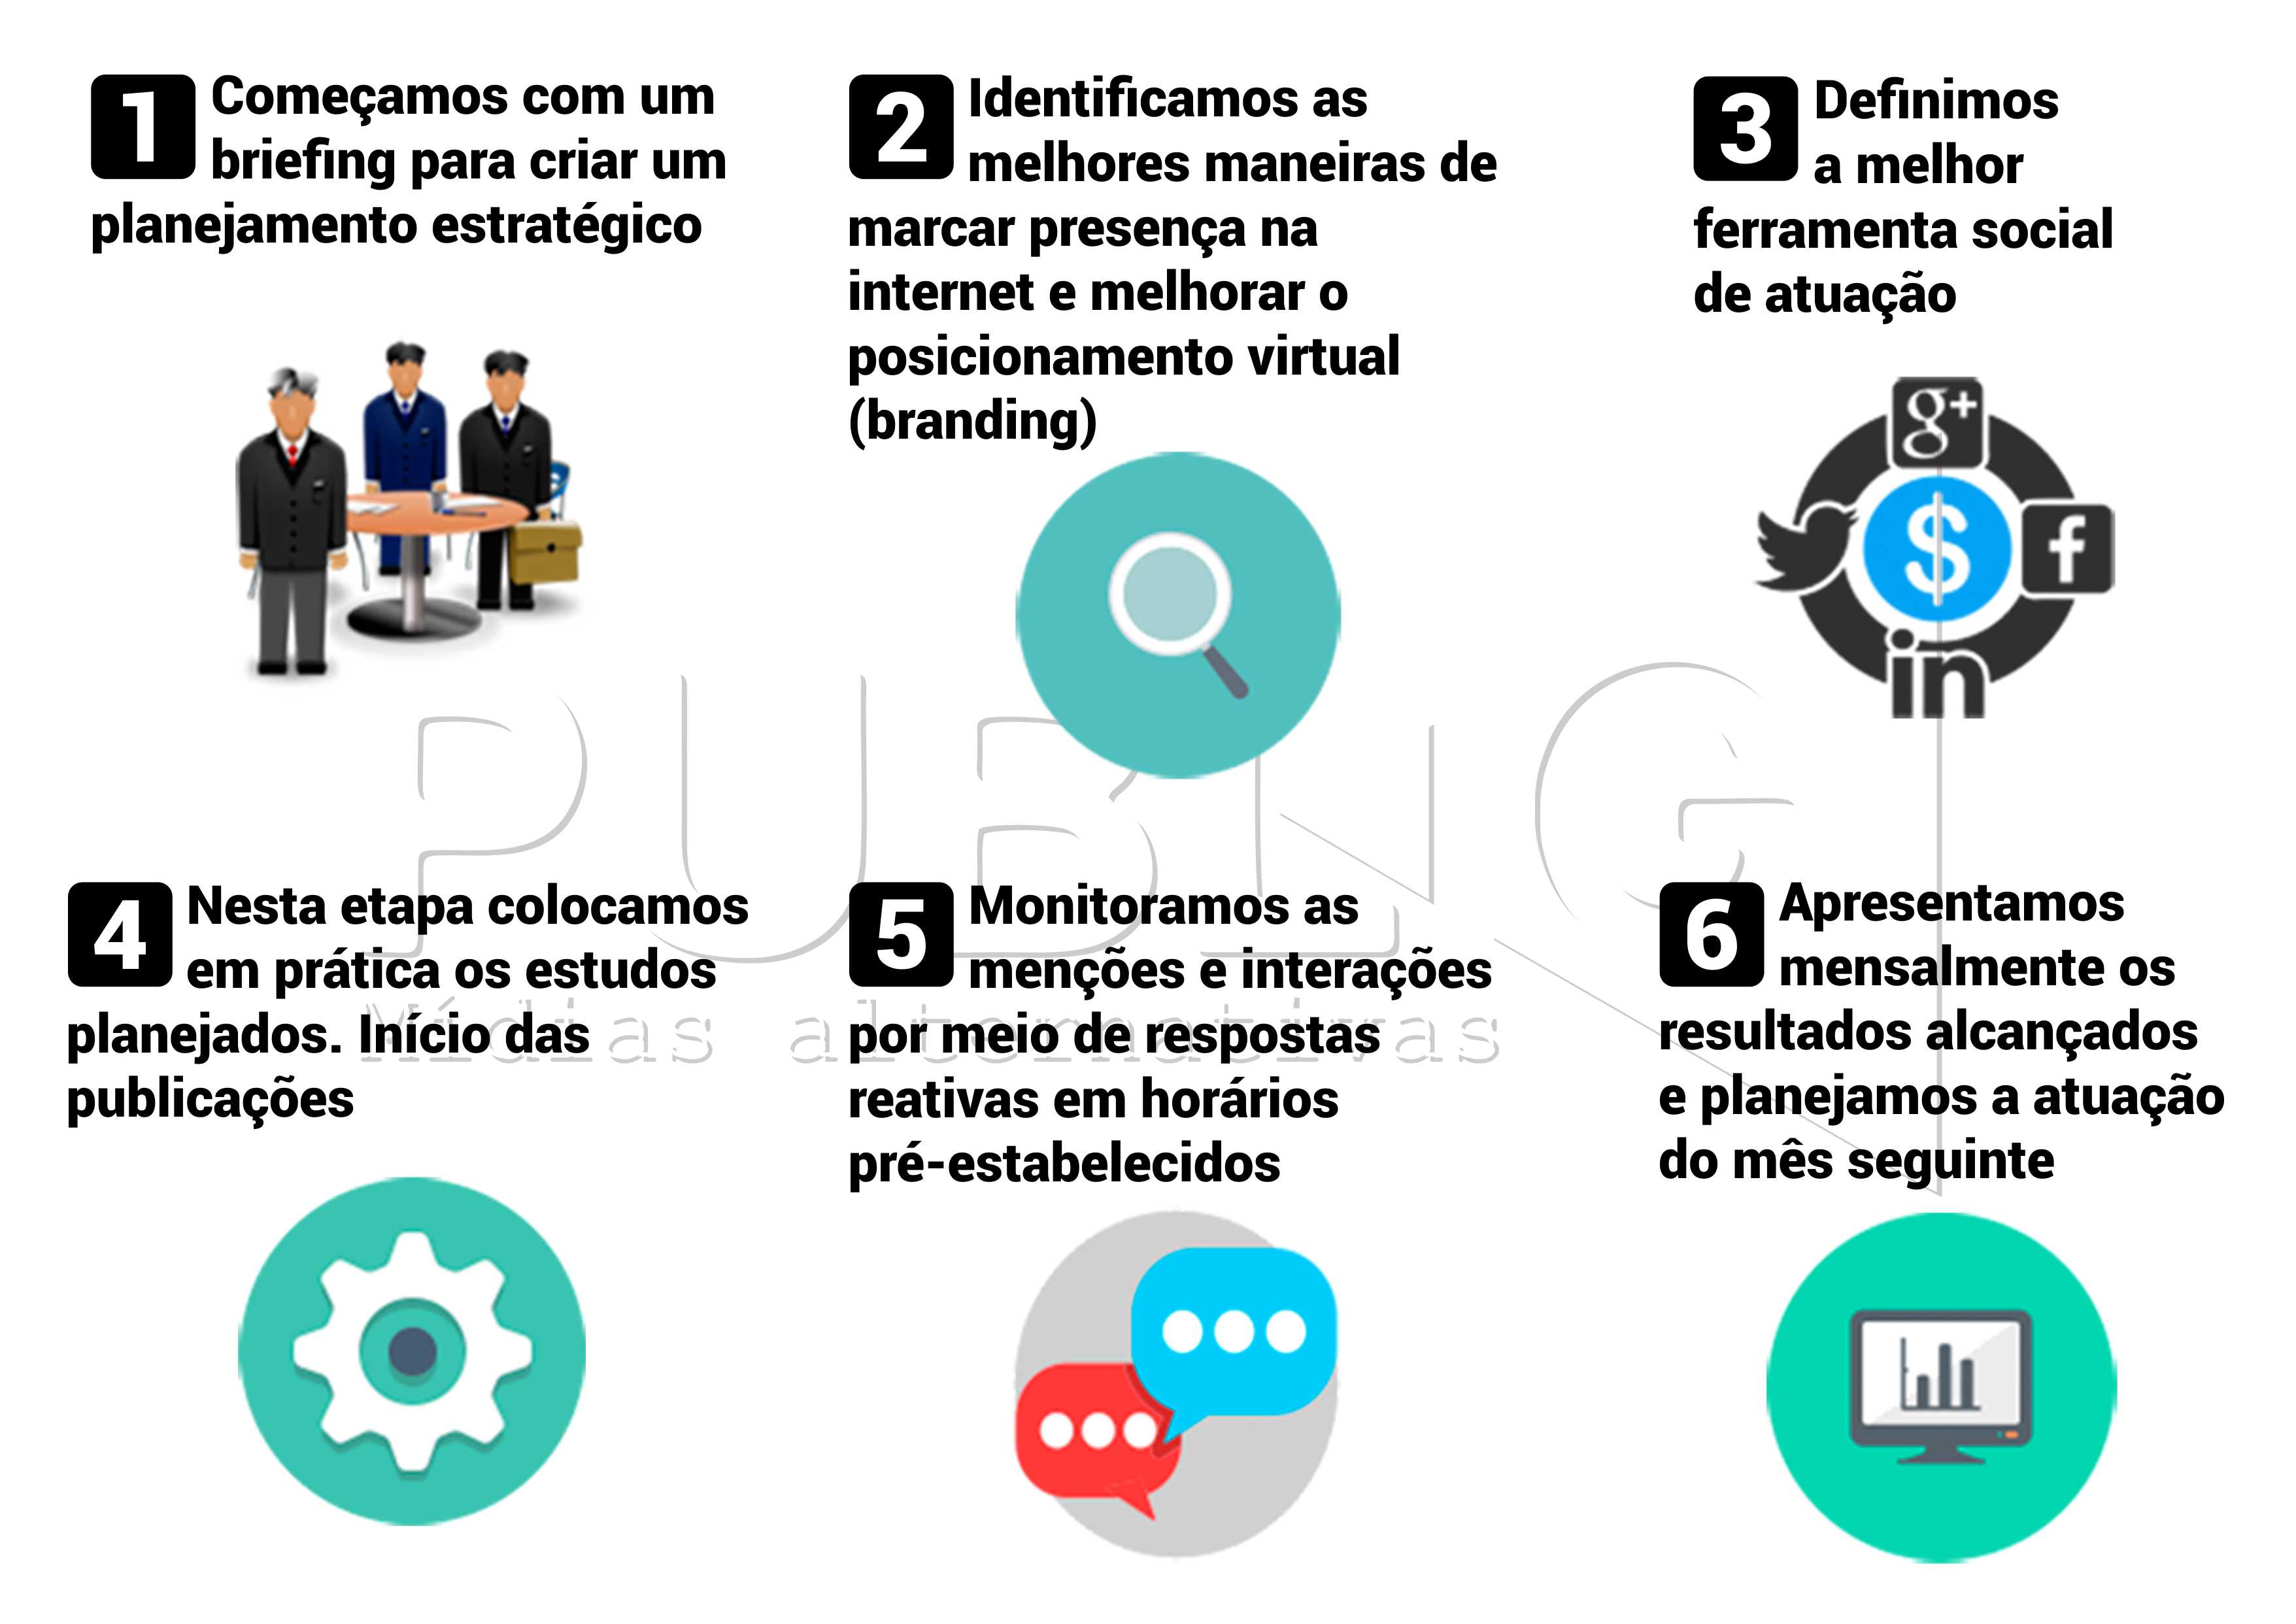 1 Começamos com um
briefing para criar um
planejamento estratégico
2 Identificamos as
melhores maneiras de
marcar presença na
internet e melhorar o
posicionamento virtual
(branding)
3 Definimos
a melhor
ferramenta social
de atuação
g+
$
f
in
4 Nesta etapa colocamos
em prática os estudos
planejados. Início das
publicações
5 Monitoramos as
menções e interações
por meio de respostas
reativas em horários
pré-estabelecidos
6 Apresentamos
mensalmente os
resultados alcançados
e planejamos a atuação
do mês seguinte
Mídias alternativas